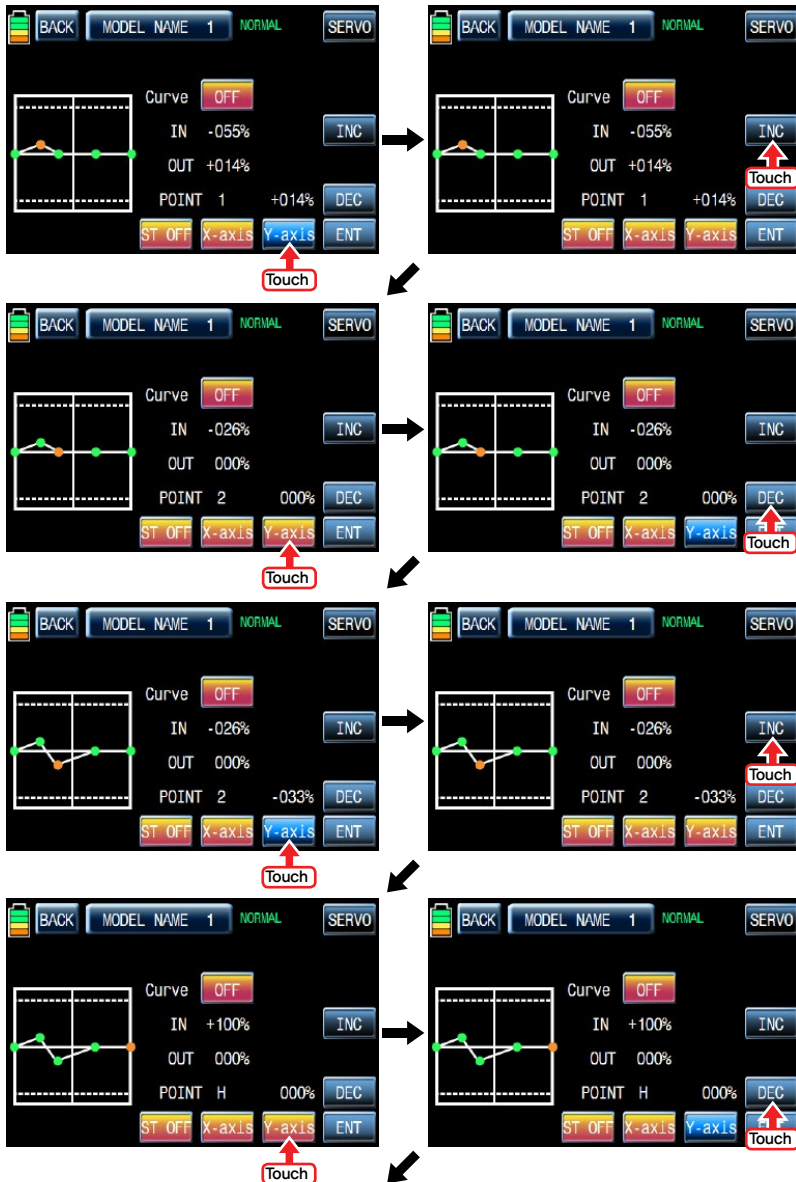 BACK MODEL NAME 1 NORMAL SERVO
Curve OFF
IN -055% INC
OUT +014%
POINT 1 +014% DEC
ST OFF X-axis Y-axis ENT
Touch
BACK MODEL NAME 1 NORMAL SERVO
Curve OFF
IN -055% INC
OUT +014%
Touch
POINT 1 +014% DEC
ST OFF X-axis Y-axis ENT
BACK MODEL NAME 1 NORMAL SERVO
Curve OFF
IN -026% INC
OUT 000%
POINT 2 000% DEC
ST OFF X-axis Y-axis ENT
Touch
BACK MODEL NAME 1 NORMAL SERVO
Curve OFF
IN -026% INC
OUT 000%
POINT 2 000% DEC
ST OFF X-axis Y-axis
Touch
BACK MODEL NAME 1 NORMAL SERVO
Curve OFF
IN -026% INC
OUT 000%
POINT 2 -033% DEC
ST OFF X-axis Y-axis ENT
Touch
BACK MODEL NAME 1 NORMAL SERVO
Curve OFF
IN -026% INC
OUT 000%
Touch
POINT 2 -033% DEC
ST OFF X-axis Y-axis ENT
BACK MODEL NAME 1 NORMAL SERVO
Curve OFF
IN +100% INC
OUT 000%
POINT H 000% DEC
ST OFF X-axis Y-axis ENT
Touch
BACK MODEL NAME 1 NORMAL SERVO
Curve OFF
IN +100% INC
OUT 000%
POINT H 000% DEC
ST OFF X-axis Y-axis
Touch